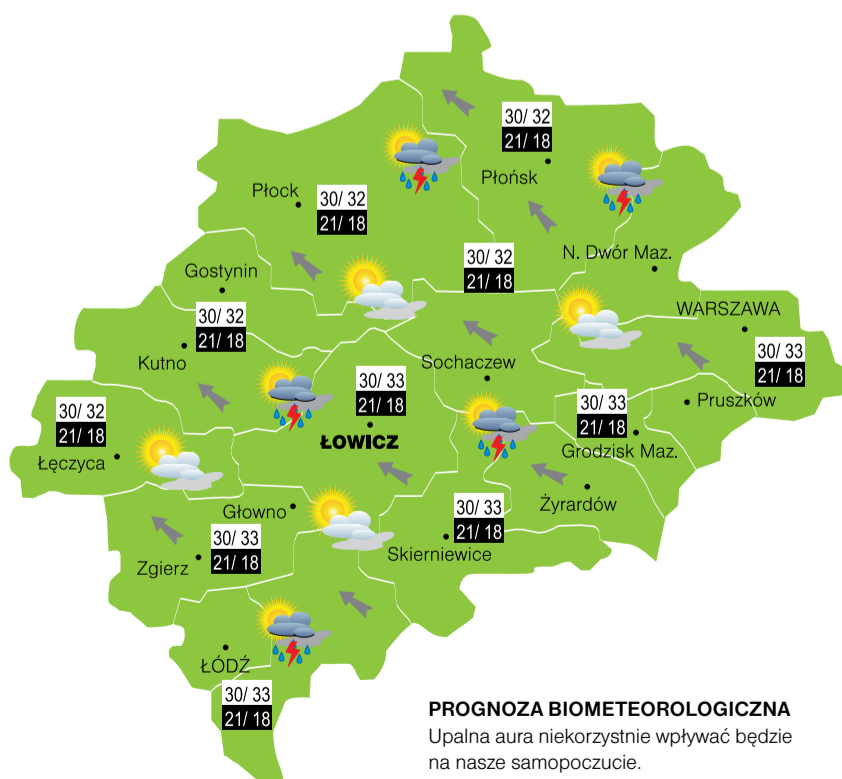 30/ 32
21/ 18
Płońsk
Płock
30/ 32
21/ 18
N. Dwór Maz.
30/ 32
21/ 18
Gostynin
WARSZAWA
30/ 32
21/ 18
Kutno
Sochaczew
30/ 33
21/ 18
30/ 33
21/ 18
ŁOWICZ
Pruszków
30/ 33
21/ 18
Grodzisk Maz.
30/ 32
21/ 18
Łęczyca
Żyrardów
Głowno
30/ 33
21/ 18
Skierniewice
30/ 33
21/ 18
Zgierz
ŁÓDŹ
30/ 33
21/ 18
PROGNOZA BIOMETEOROLOGICZNA
Upalna aura niekorzystnie wpływać będzie
na nasze samopoczucie.